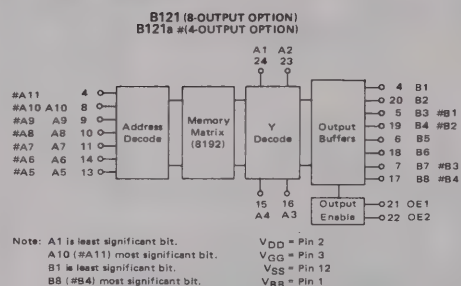 B121 (8-OUTPUT OPTION)
B121a #(4-OUTPUT OPTION)
A1 A2
24 23
#A11 4
#A10 A10 8
#A9 A9 9
#A8 A8 10
#A7 A7 11
#A6 A6 14
#A5 A5 13
Address
Decode
Memory
Matrix
(8192)
Y
Decode
Output
Buffers
4 B1
20 B2
5 B3 #B1
19 B4 #B2
6 B5
18 B6
7 B7 #B3
17 B8 #B4
Output
Enable
21 OE1
22 OE2
15 16
A4 A3
Note: A1 is least significant bit.
A10 (#A11) most significant bit.
B1 is least significant bit.
B8 (#B4) most significant bit.
VDD = Pin 2
VGG = Pin 3
VSS = Pin 12
VBB = Pin 1